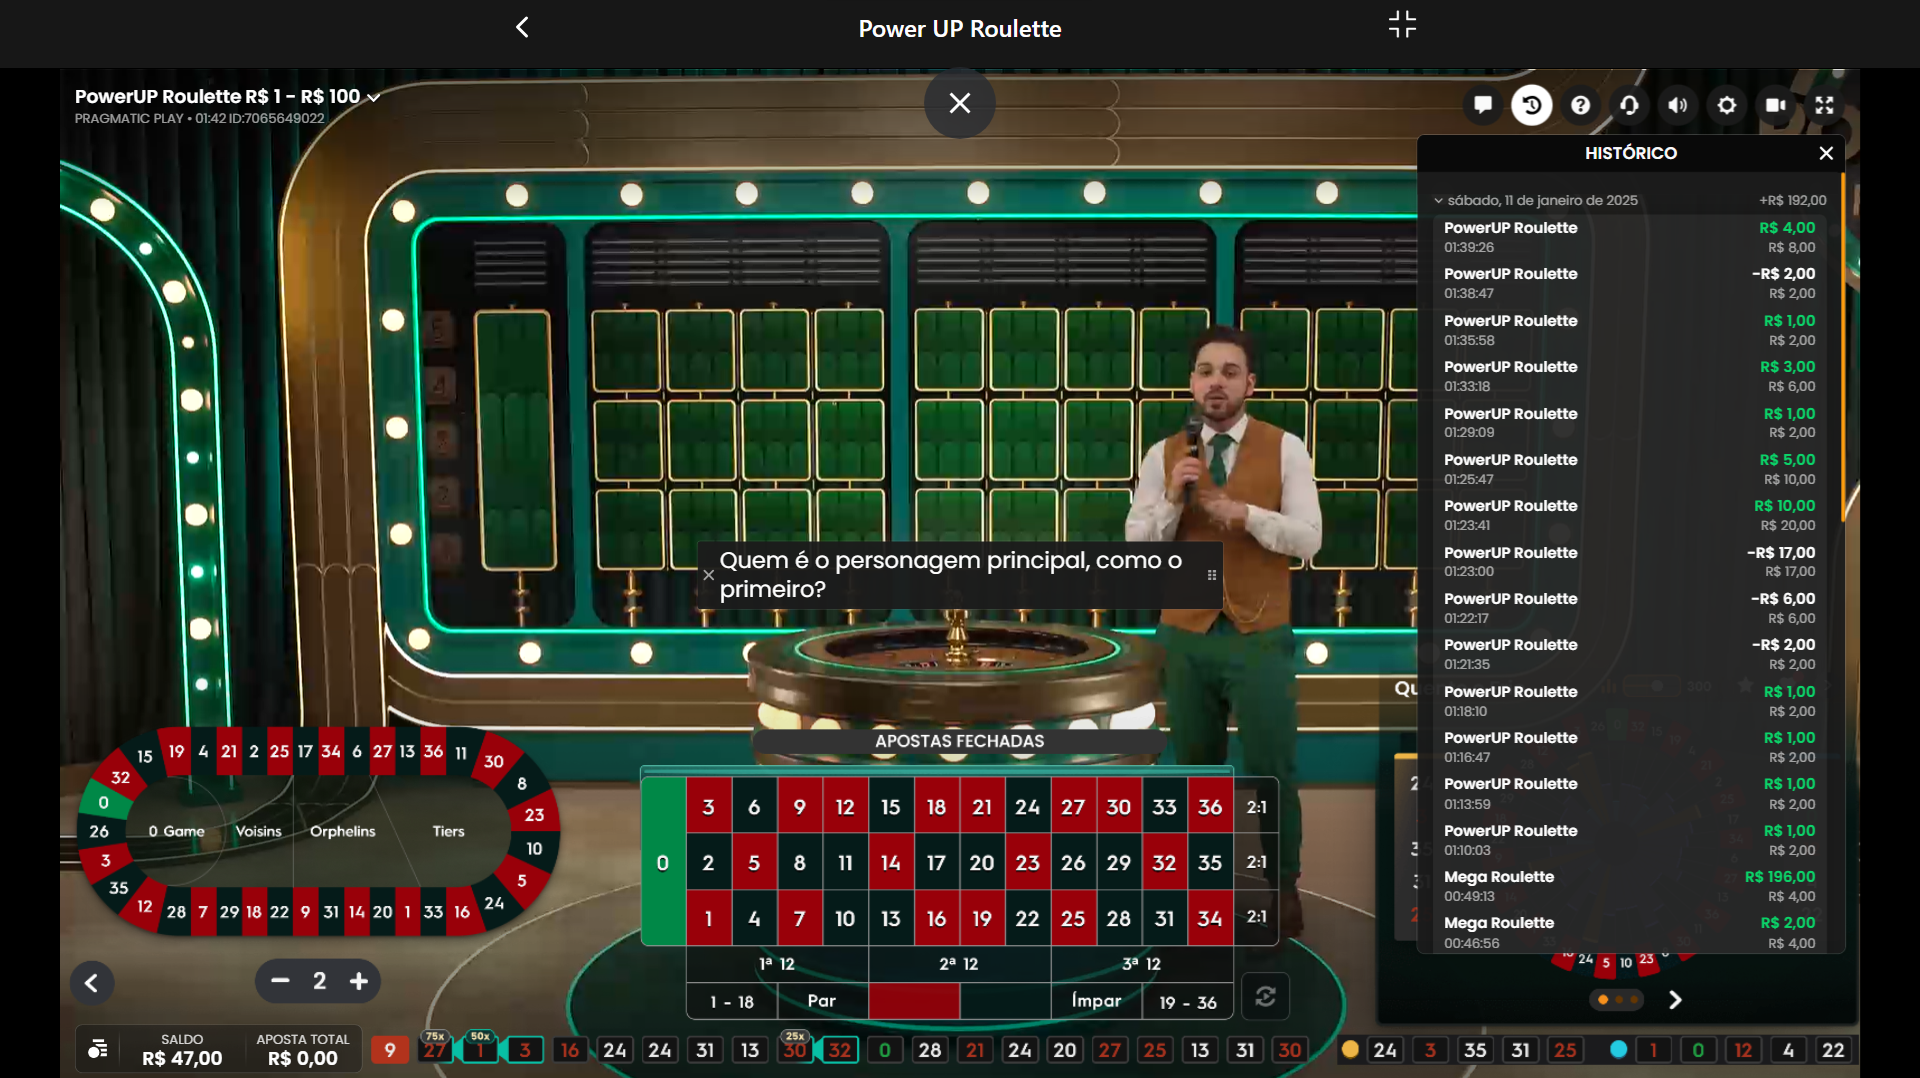 Power UP Roulette
PowerUP Roulette R$ 1 - R$ 100
PRAGMATIC PLAY • 01:42 ID:7065649022
HISTÓRICO
sábado, 11 de janeiro de 2025 +R$ 192,00
PowerUP Roulette R$ 4,00
01:39:26 R$ 8,00
PowerUP Roulette -R$ 2,00
01:38:47 R$ 2,00
PowerUP Roulette R$ 1,00
01:35:58 R$ 2,00
PowerUP Roulette R$ 3,00
01:33:18 R$ 6,00
PowerUP Roulette R$ 1,00
01:29:09 R$ 2,00
PowerUP Roulette R$ 5,00
01:25:47 R$ 10,00
PowerUP Roulette R$ 10,00
01:23:41 R$ 20,00
PowerUP Roulette -R$ 17,00
01:23:00 R$ 17,00
PowerUP Roulette -R$ 6,00
01:22:17 R$ 6,00
PowerUP Roulette -R$ 2,00
01:21:35 R$ 2,00
PowerUP Roulette R$ 1,00
01:18:10 R$ 2,00
PowerUP Roulette R$ 1,00
01:16:47 R$ 2,00
PowerUP Roulette R$ 1,00
01:13:59 R$ 2,00
PowerUP Roulette R$ 1,00
01:10:03 R$ 2,00
Mega Roulette R$ 196,00
00:49:13 R$ 4,00
Mega Roulette R$ 2,00
00:46:56 R$ 4,00
Quem é o personagem principal, como o
primeiro?
APOSTAS FECHADAS
15 19 4 21 2 25 17 34 6 27 13 36 11 30
32 8
0 23
26 0 Game Voisins Orphelins Tiers 10
3 5
35 24
12 28 7 29 18 22 9 31 14 20 1 33 16
3 6 9 12 15 18 21 24 27 30 33 36 2:1
0 2 5 8 11 14 17 20 23 26 29 32 35 2:1
1 4 7 10 13 16 19 22 25 28 31 34 2:1
1ª 12 2ª 12 3ª 12
1 - 18 Par Ímpar 19 - 36
24 5 10 23
2
SALDO
R$ 47,00
APOSTA TOTAL
R$ 0,00
75x 50x 25x
9 27 1 3 16 24 24 31 13 30 32 0 28 21 24 20 27 25 13 31 30
24 3 35 31 25 1 0 12 4 22